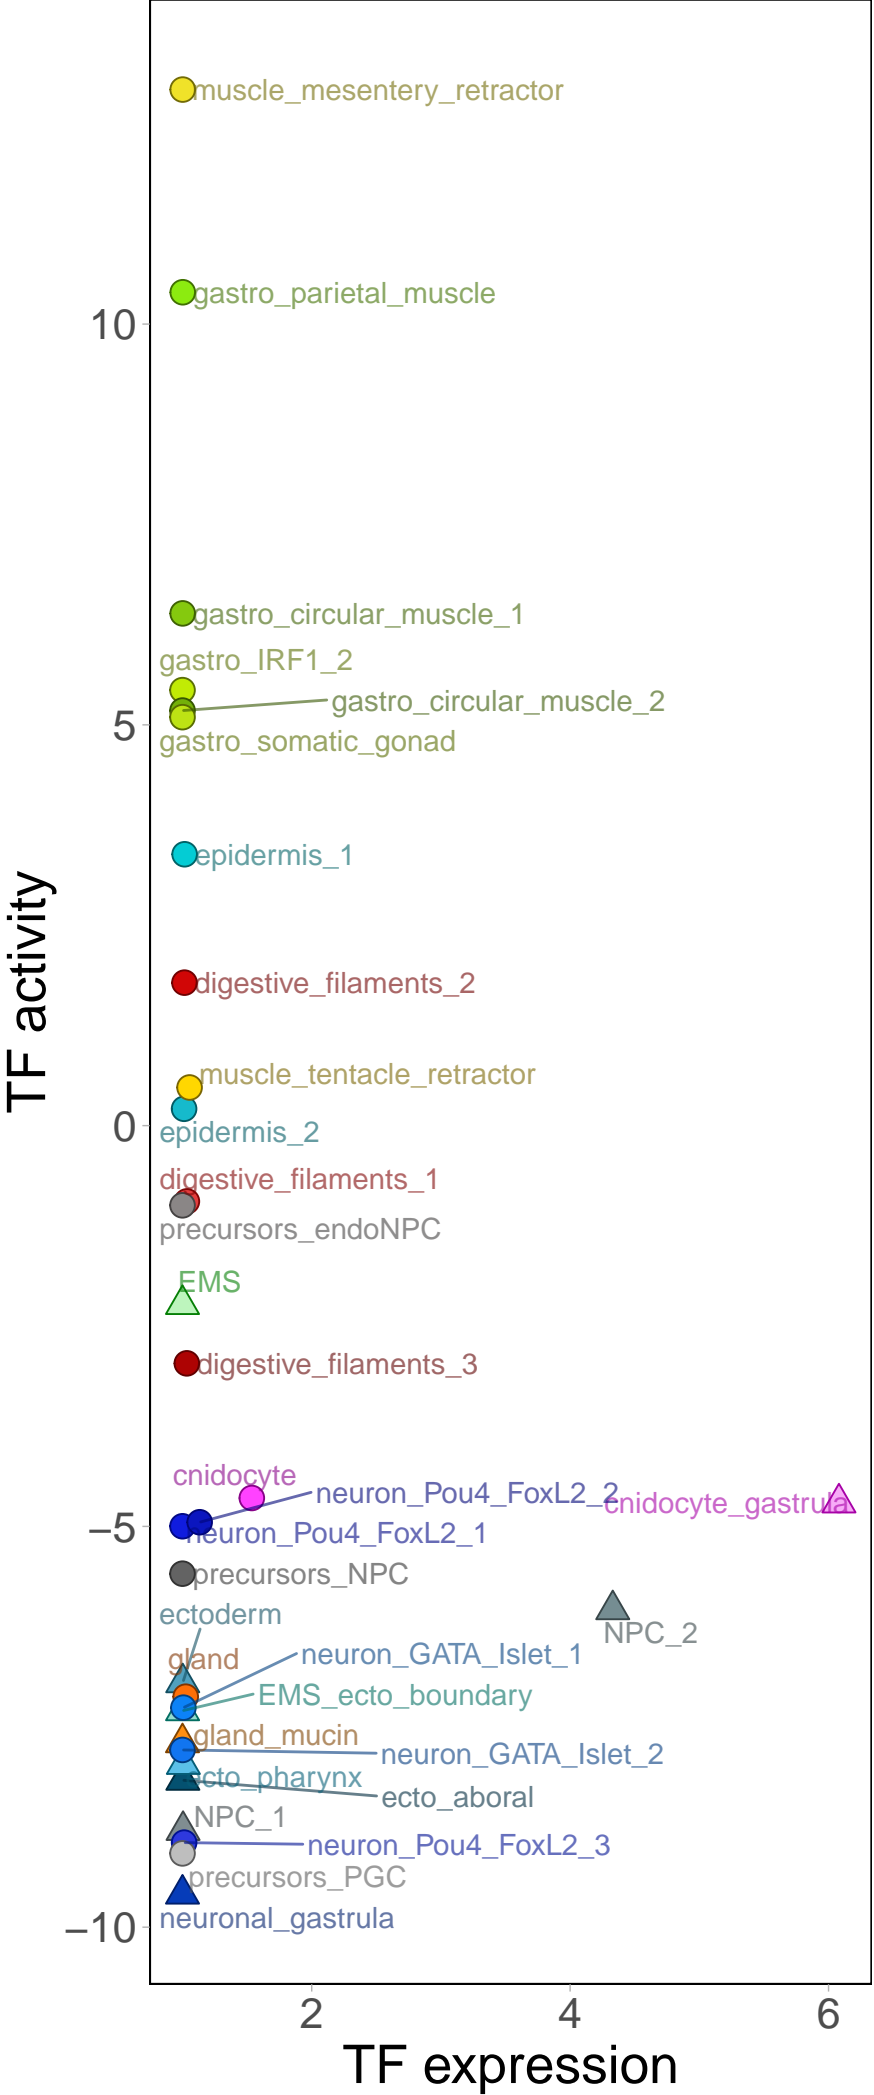 muscle_mesentery_retractor
gastro_parietal_muscle
10
gastro_circular_muscle_1
gastro_IRF1_2
gastro_circular_muscle_2
5
gastro_somatic_gonad
epidermis_1
TF activity
digestive_filaments_2
muscle_tentacle_retractor
0
epidermis_2
digestive_filaments_1
precursors_endoNPC
EMS
digestive_filaments_3
cnidocyte
neuron_Pou4_FoxL2_2
cnidocyte_gastrula
−5
neuron_Pou4_FoxL2_1
precursors_NPC
ectoderm
NPC_2
gland
neuron_GATA_Islet_1
EMS_ecto_boundary
gland_mucin
neuron_GATA_Islet_2
ecto_pharynx
ecto_aboral
NPC_1
neuron_Pou4_FoxL2_3
precursors_PGC
neuronal_gastrula
−10
2 4 6
TF expression